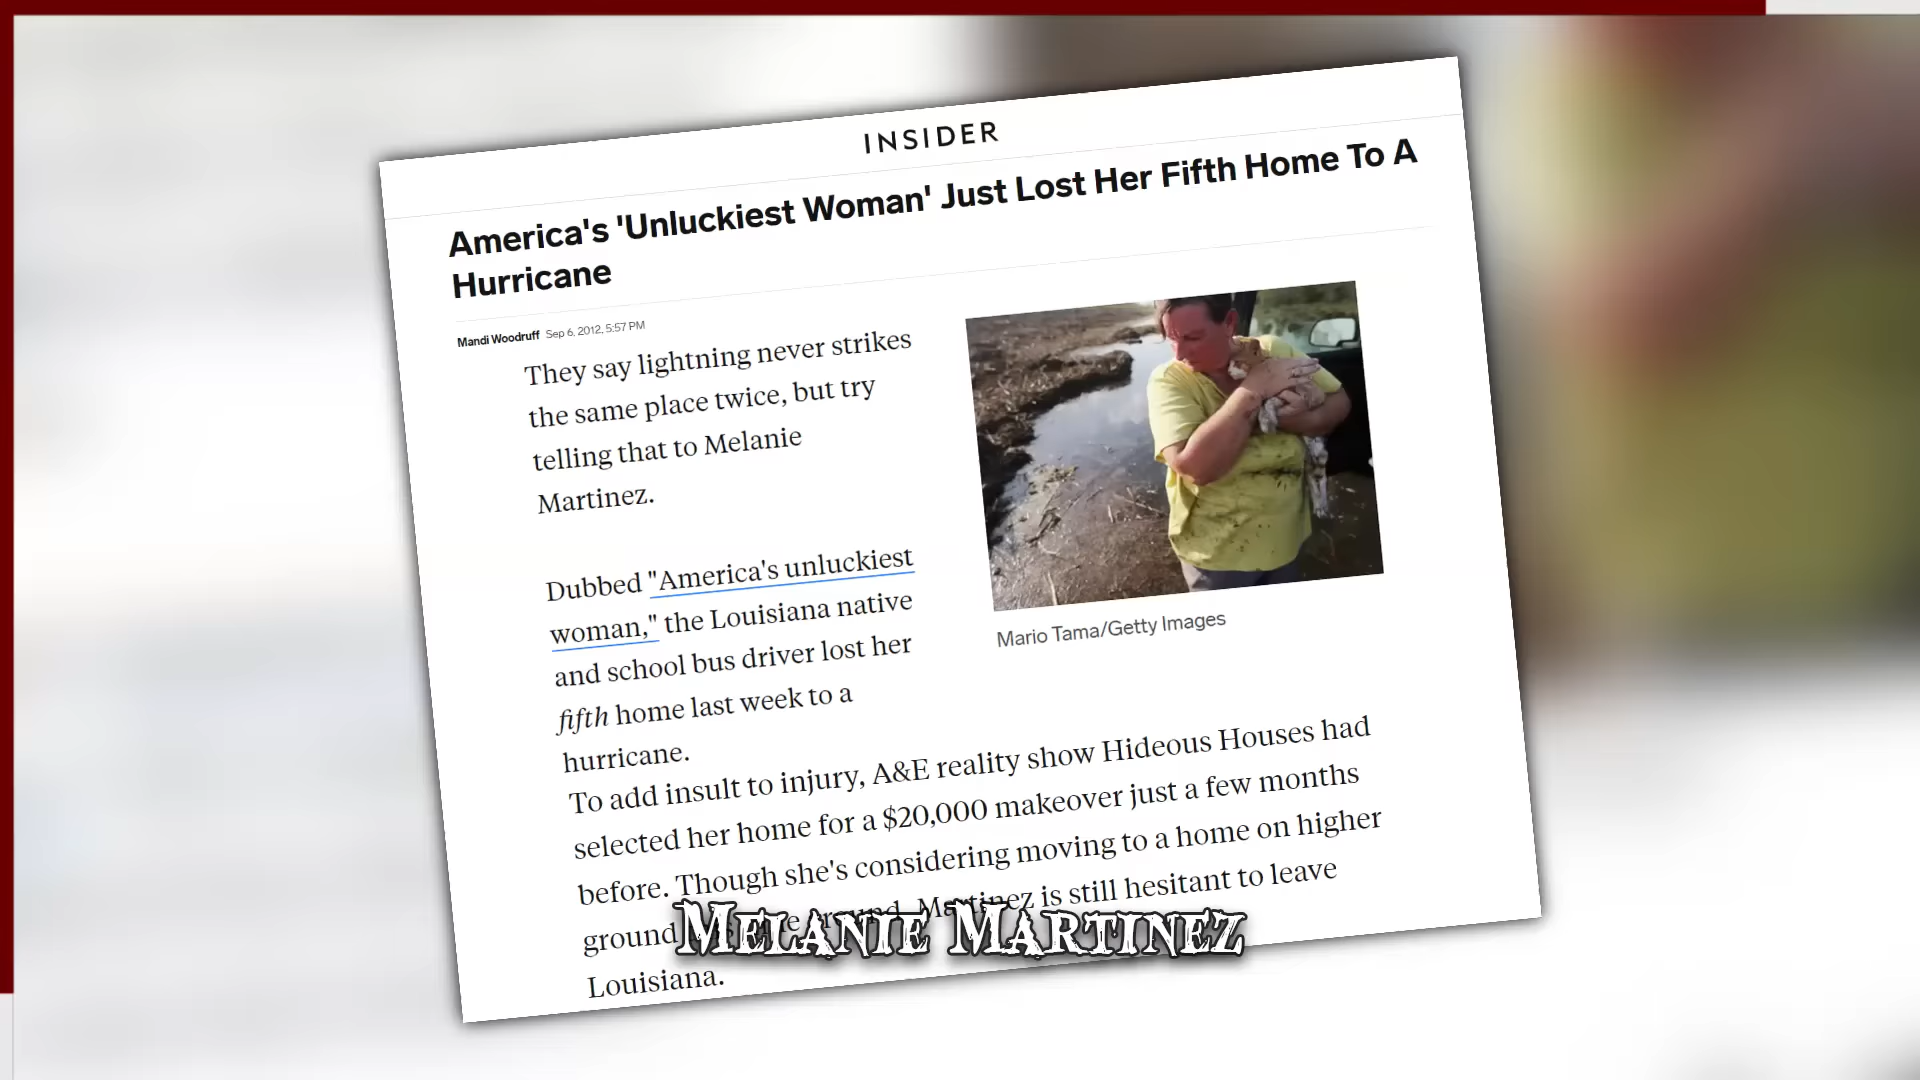 INSIDER
America's 'Unluckiest Woman' Just Lost Her Fifth Home To A
Hurricane
Mandi Woodruff Sep 6, 2012, 5:57 PM
They say lightning never strikes
the same place twice, but try
telling that to Melanie
Martinez.
Dubbed "America's unluckiest
woman," the Louisiana native
and school bus driver lost her
fifth home last week to a
hurricane.
Mario Tama/Getty Images
To add insult to injury, A&E reality show Hideous Houses had
selected her home for a $20,000 makeover just a few months
before. Though she's considering moving to a home on higher
ground Martinez is still hesitant to leave
Louisiana.
MELANIE MARTINEZ